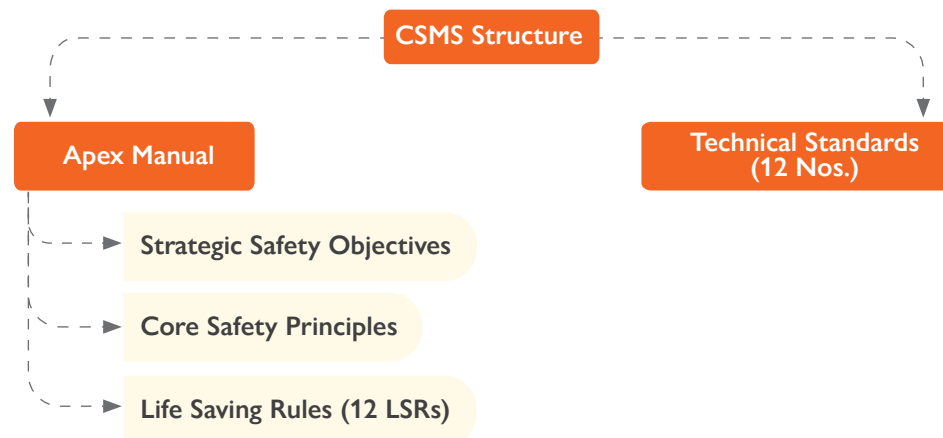 CSMS Structure
Apex Manual
Technical Standards
(12 Nos.)
Strategic Safety Objectives
Core Safety Principles
Life Saving Rules (12 LSRs)